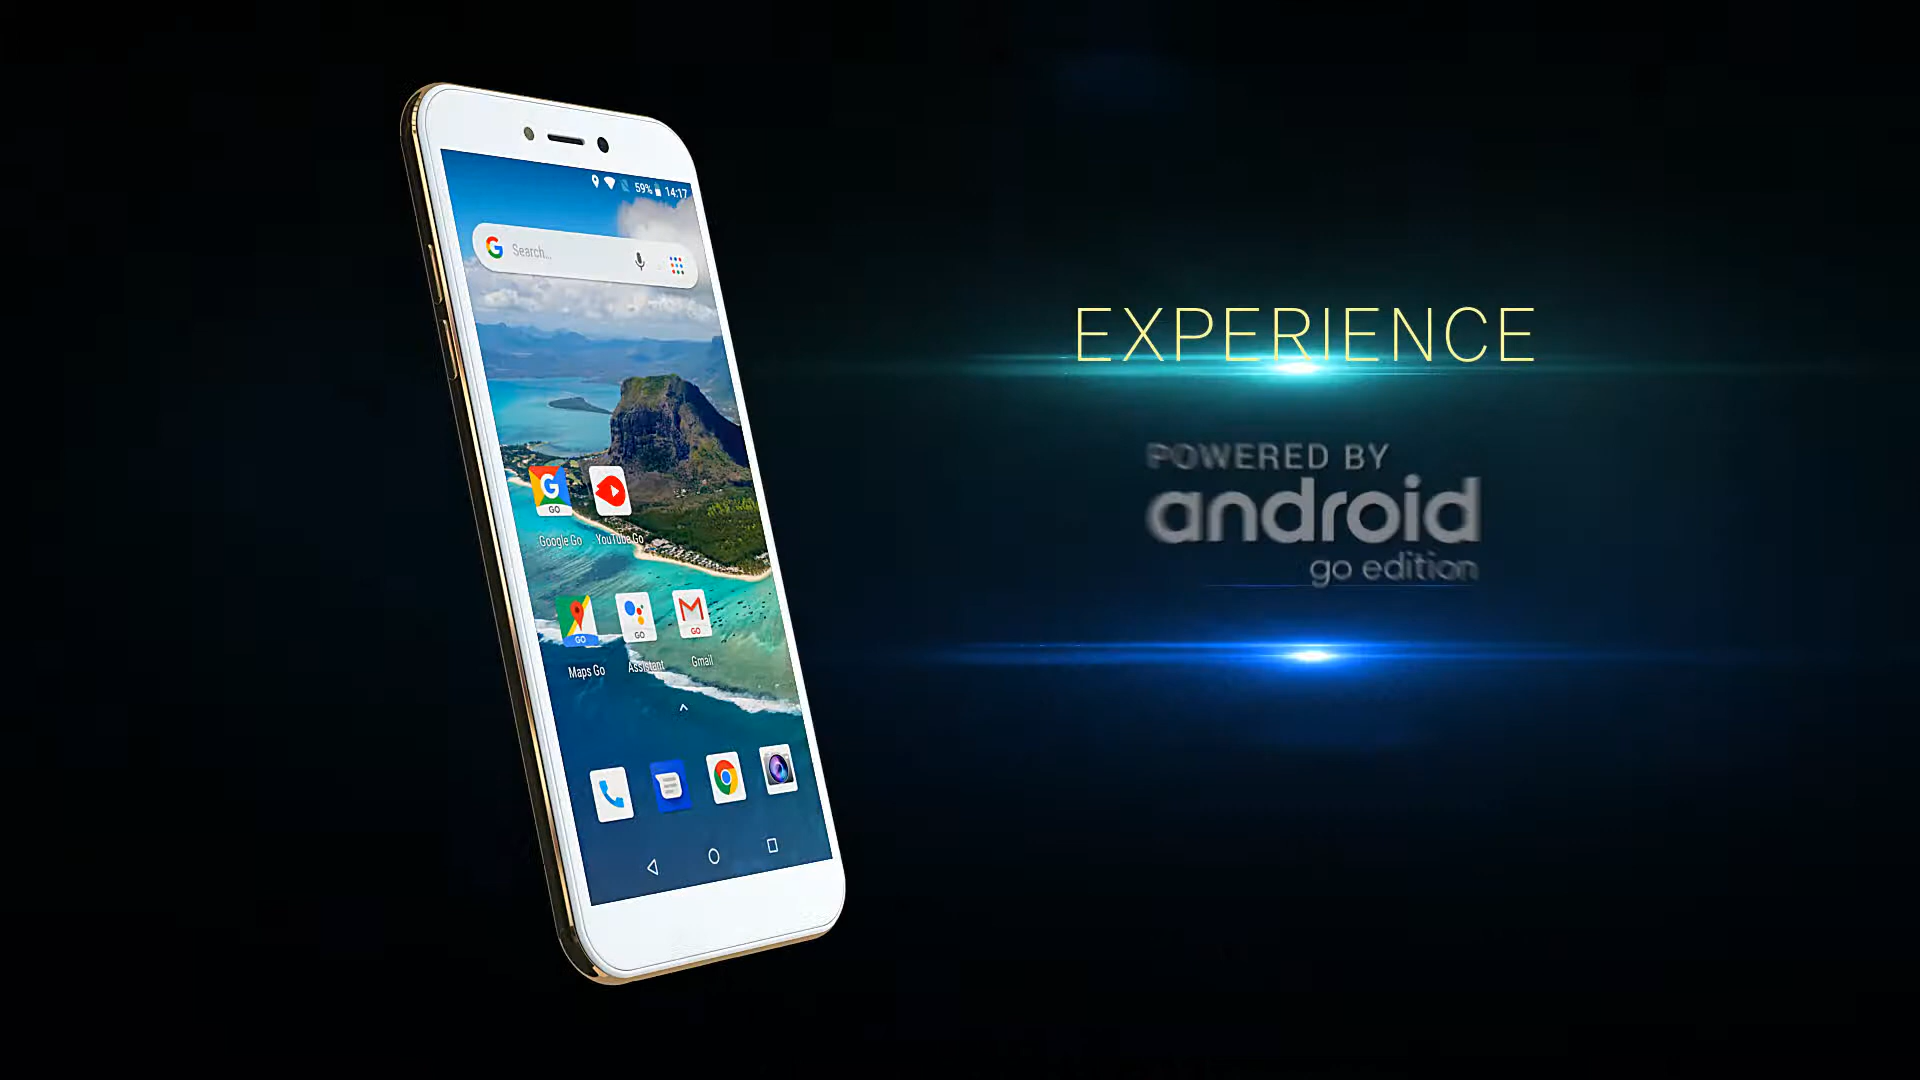 59% 14:17
Search...
GO
Google Go YouTube Go
GO GO GO
Maps Go Assistant Gmail
EXPERIENCE
POWERED BY
android
go edition